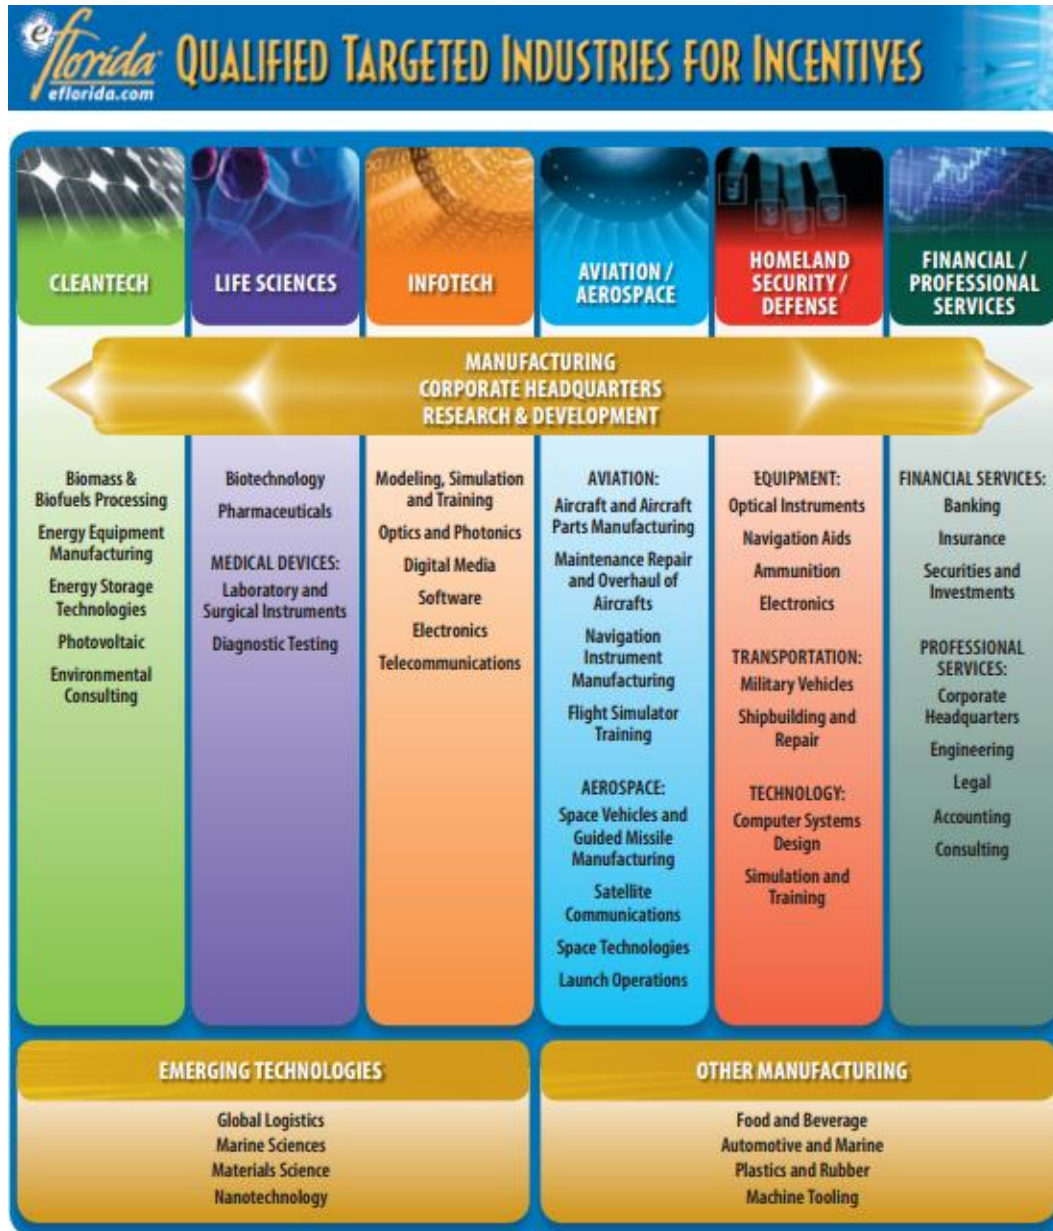 eflorida
eflorida.com
QUALIFIED TARGETED INDUSTRIES FOR INCENTIVES
CLEANTECH
LIFE SCIENCES
INFOTECH
AVIATION /
AEROSPACE
HOMELAND
SECURITY /
DEFENSE
FINANCIAL /
PROFESSIONAL
SERVICES
MANUFACTURING
CORPORATE HEADQUARTERS
RESEARCH & DEVELOPMENT
Biomass &
Biofuels Processing
Energy Equipment
Manufacturing
Energy Storage
Technologies
Photovoltaic
Environmental
Consulting
Biotechnology
Pharmaceuticals
MEDICAL DEVICES:
Laboratory and
Surgical Instruments
Diagnostic Testing
Modeling, Simulation
and Training
Optics and Photonics
Digital Media
Software
Electronics
Telecommunications
AVIATION:
Aircraft and Aircraft
Parts Manufacturing
Maintenance Repair
and Overhaul of
Aircrafts
Navigation
Instrument
Manufacturing
Flight Simulator
Training
AEROSPACE:
Space Vehicles and
Guided Missile
Manufacturing
Satellite
Communications
Space Technologies
Launch Operations
EQUIPMENT:
Optical Instruments
Navigation Aids
Ammunition
Electronics
TRANSPORTATION:
Military Vehicles
Shipbuilding and
Repair
TECHNOLOGY:
Computer Systems
Design
Simulation and
Training
FINANCIAL SERVICES:
Banking
Insurance
Securities and
Investments
PROFESSIONAL
SERVICES:
Corporate
Headquarters
Engineering
Legal
Accounting
Consulting
EMERGING TECHNOLOGIES
Global Logistics
Marine Sciences
Materials Science
Nanotechnology
OTHER MANUFACTURING
Food and Beverage
Automotive and Marine
Plastics and Rubber
Machine Tooling